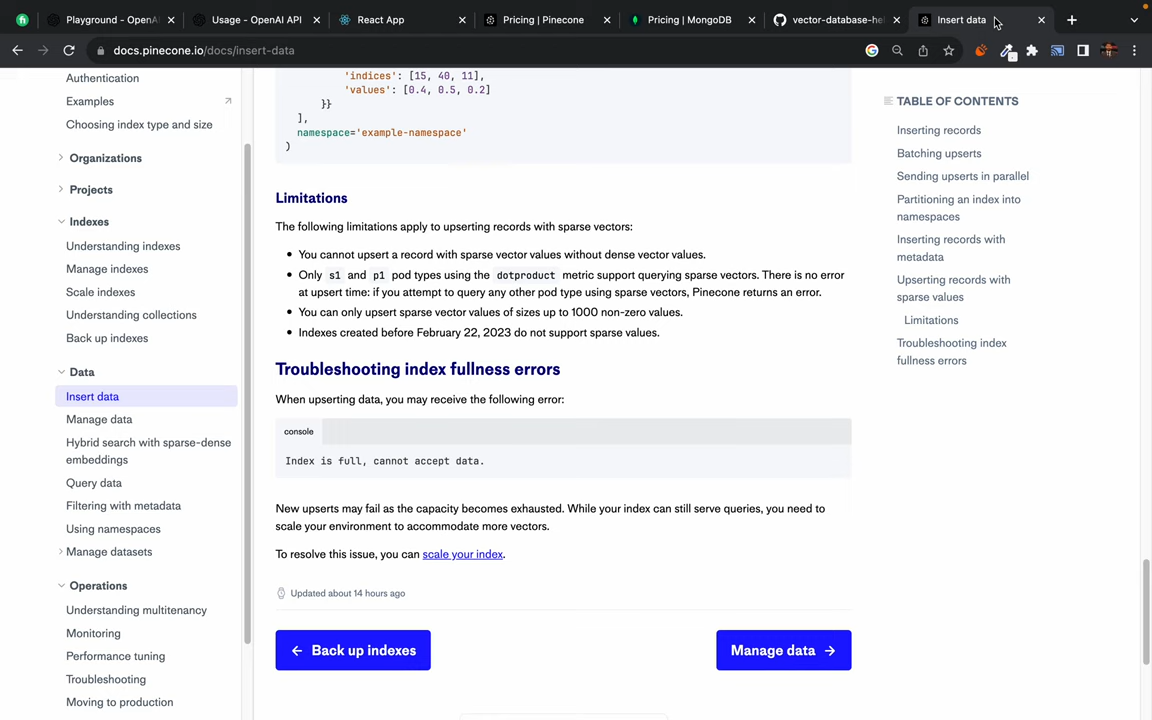 Playground - OpenAI
Usage - OpenAI API
React App
Pricing | Pinecone
Pricing | MongoDB
vector-database-hel
Insert data
docs.pinecone.io/docs/insert-data
Authentication
Examples
Choosing index type and size
Organizations
Projects
Indexes
Understanding indexes
Manage indexes
Scale indexes
Understanding collections
Back up indexes
Data
Insert data
Manage data
Hybrid search with sparse-dense
embeddings
Query data
Filtering with metadata
Using namespaces
Manage datasets
Operations
Understanding multitenancy
Monitoring
Performance tuning
Troubleshooting
Moving to production
'indices': [15, 40, 11],
'values': [0.4, 0.5, 0.2]
}}
],
namespace='example-namespace'
)
Limitations
The following limitations apply to upserting records with sparse vectors:
• You cannot upsert a record with sparse vector values without dense vector values.
• Only s1 and p1 pod types using the dotproduct metric support querying sparse vectors. There is no error
at upsert time: if you attempt to query any other pod type using sparse vectors, Pinecone returns an error.
• You can only upsert sparse vector values of sizes up to 1000 non-zero values.
• Indexes created before February 22, 2023 do not support sparse values.
Troubleshooting index fullness errors
When upserting data, you may receive the following error:
console
Index is full, cannot accept data.
New upserts may fail as the capacity becomes exhausted. While your index can still serve queries, you need to
scale your environment to accommodate more vectors.
To resolve this issue, you can scale your index.
Updated about 14 hours ago
← Back up indexes
Manage data →
TABLE OF CONTENTS
Inserting records
Batching upserts
Sending upserts in parallel
Partitioning an index into
namespaces
Inserting records with
metadata
Upserting records with
sparse values
Limitations
Troubleshooting index
fullness errors